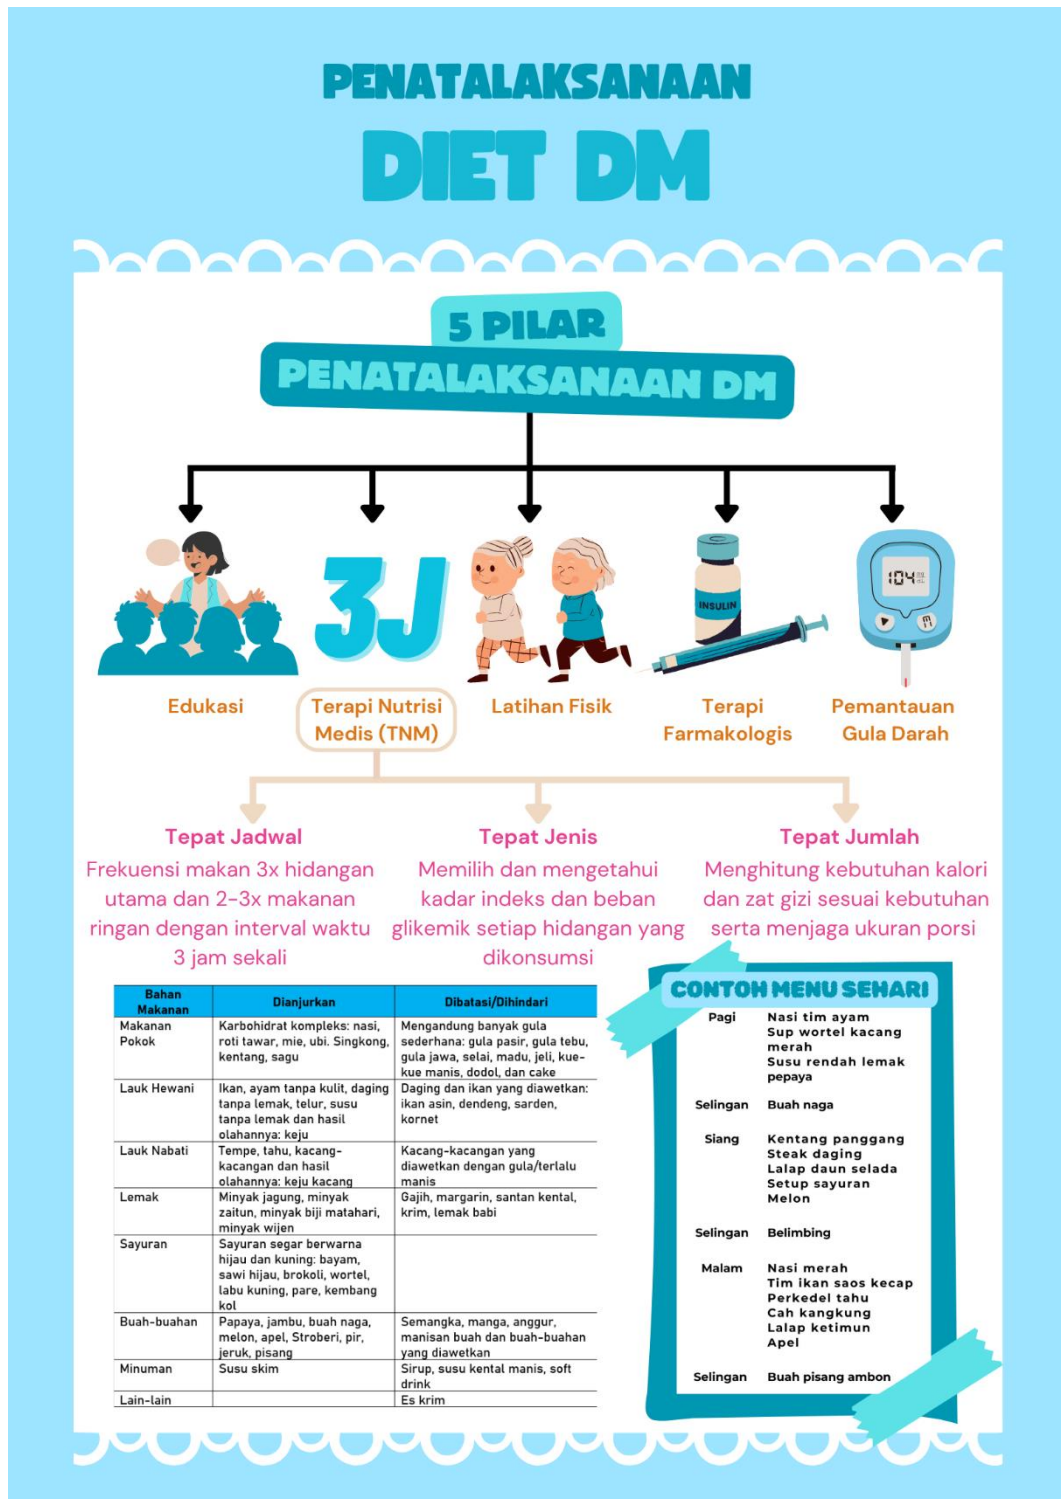 PENATALAKSANAAN
DIET DM
5 PILAR
PENATALAKSANAAN DM
3J
INSULIN
104
Edukasi
Terapi Nutrisi
Medis (TNM)
Latihan Fisik
Terapi
Farmakologis
Pemantauan
Gula Darah
Tepat Jadwal
Frekuensi makan 3x hidangan
utama dan 2-3x makanan
ringan dengan interval waktu
3 jam sekali
Tepat Jenis
Memilih dan mengetahui
kadar indeks dan beban
glikemik setiap hidangan yang
dikonsumsi
Tepat Jumlah
Menghitung kebutuhan kalori
dan zat gizi sesuai kebutuhan
serta menjaga ukuran porsi
Bahan
Makanan
Dianjurkan
Dibatasi/Dihindari
Makanan
Pokok
Karbohidrat kompleks: nasi,
roti tawar, mie, ubi. Singkong,
kentang, sagu
Mengandung banyak gula
sederhana: gula pasir, gula tebu,
gula jawa, selai, madu, jeli, kue-
kue manis, dodol, dan cake
Lauk Hewani
Ikan, ayam tanpa kulit, daging
tanpa lemak, telur, susu
tanpa lemak dan hasil
olahannya: keju
Daging dan ikan yang diawetkan:
ikan asin, dendeng, sarden,
kornet
Lauk Nabati
Tempe, tahu, kacang-
kacangan dan hasil
olahannya: keju kacang
Kacang-kacangan yang
diawetkan dengan gula/terlalu
manis
Lemak
Minyak jagung, minyak
zaitun, minyak biji matahari,
minyak wijen
Gajih, margarin, santan kental,
krim, lemak babi
Sayuran
Sayuran segar berwarna
hijau dan kuning: bayam,
sawi hijau, brokoli, wortel,
labu kuning, pare, kembang
kol
Buah-buahan
Papaya, jambu, buah naga,
melon, apel, Stroberi, pir,
jeruk, pisang
Semangka, manga, anggur,
manisan buah dan buah-buahan
yang diawetkan
Minuman
Susu skim
Sirup, susu kental manis, soft
drink
Lain-lain
Es krim
CONTOH MENU SEHARI
Pagi
Nasi tim ayam
Sup wortel kacang
merah
Susu rendah lemak
pepaya
Selingan
Buah naga
Siang
Kentang panggang
Steak daging
Lalap daun selada
Setup sayuran
Melon
Selingan
Belimbing
Malam
Nasi merah
Tim ikan saos kecap
Perkedel tahu
Cah kangkung
Lalap ketimun
Apel
Selingan
Buah pisang ambon